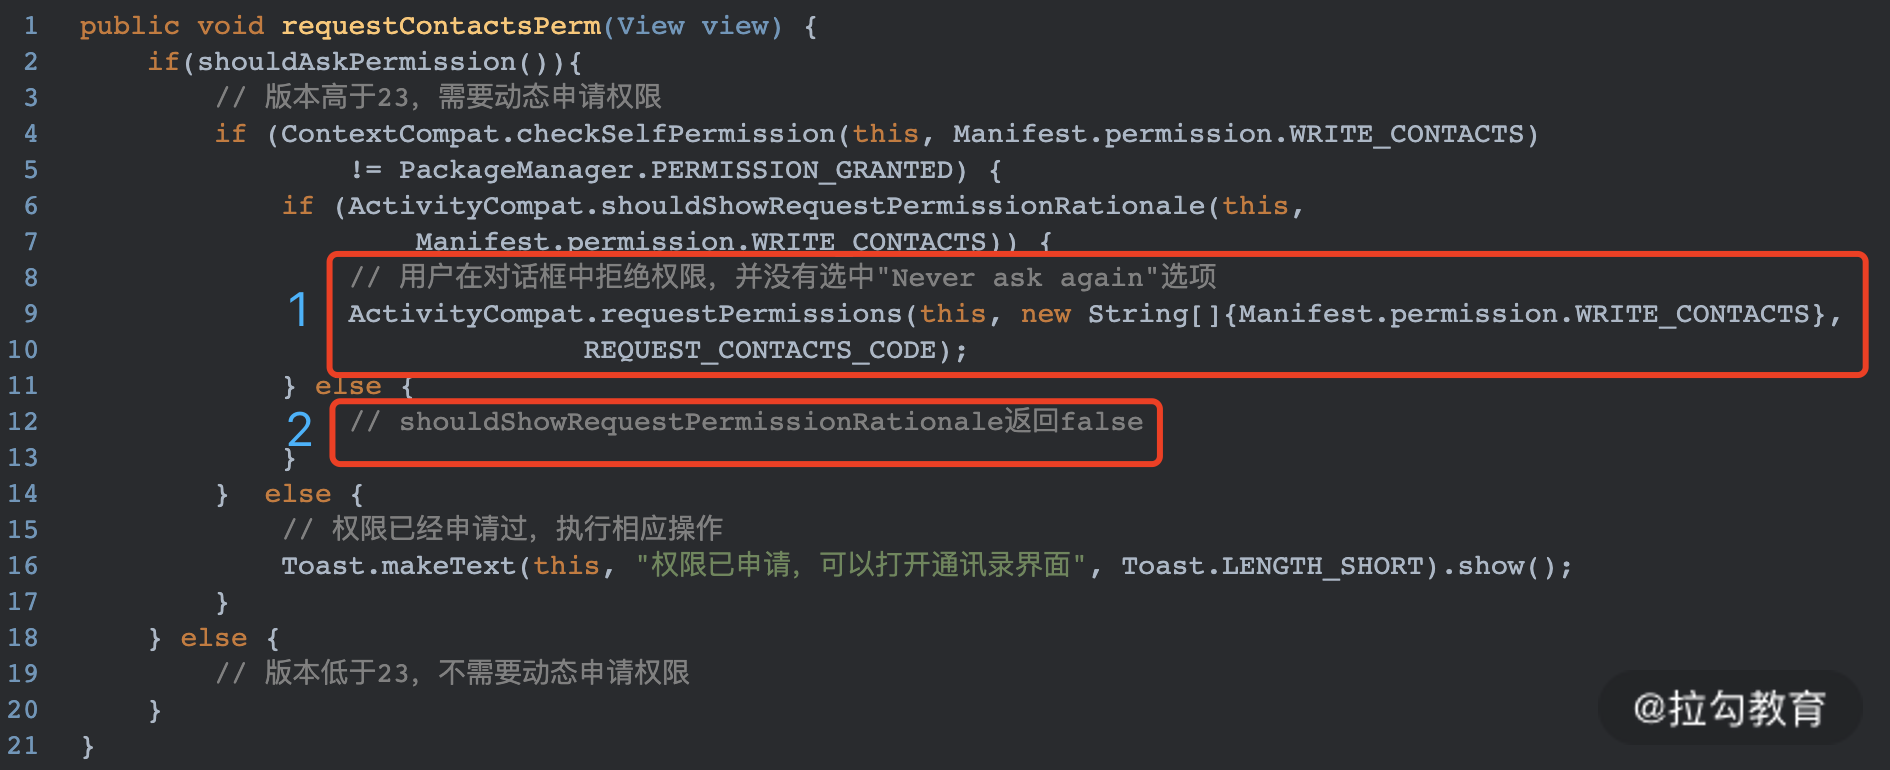 1 public void requestContactsPerm(View view) {
2 if(shouldAskPermission()){
3 // 版本高于23，需要动态申请权限
4 if (ContextCompat.checkSelfPermission(this, Manifest.permission.WRITE_CONTACTS)
5 != PackageManager.PERMISSION_GRANTED) {
6 if (ActivityCompat.shouldShowRequestPermissionRationale(this,
7 Manifest.permission.WRITE_CONTACTS)) {
8 // 用户在对话框中拒绝权限，并没有选中"Never ask again"选项
1
9 ActivityCompat.requestPermissions(this, new String[]{Manifest.permission.WRITE_CONTACTS},
10 REQUEST_CONTACTS_CODE);
11 } else {
2
12 // shouldShowRequestPermissionRationale返回false
13 }
14 } else {
15 // 权限已经申请过，执行相应操作
16 Toast.makeText(this, "权限已申请，可以打开通讯录界面", Toast.LENGTH_SHORT).show();
17 }
18 } else {
19 // 版本低于23，不需要动态申请权限
20 }
21 }
@拉勾教育